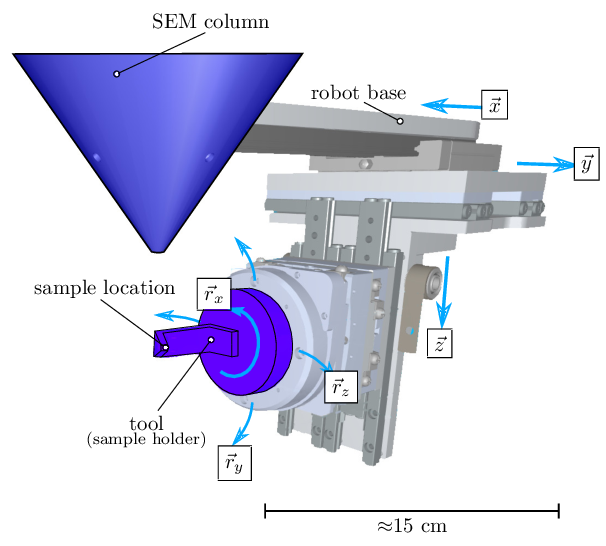 SEM column
robot base
$\vec{x}$
$\vec{y}$
sample location
$\vec{r}_x$
$\vec{z}$
$\vec{r}_z$
tool
(sample holder)
$\vec{r}_y$
≈15 cm